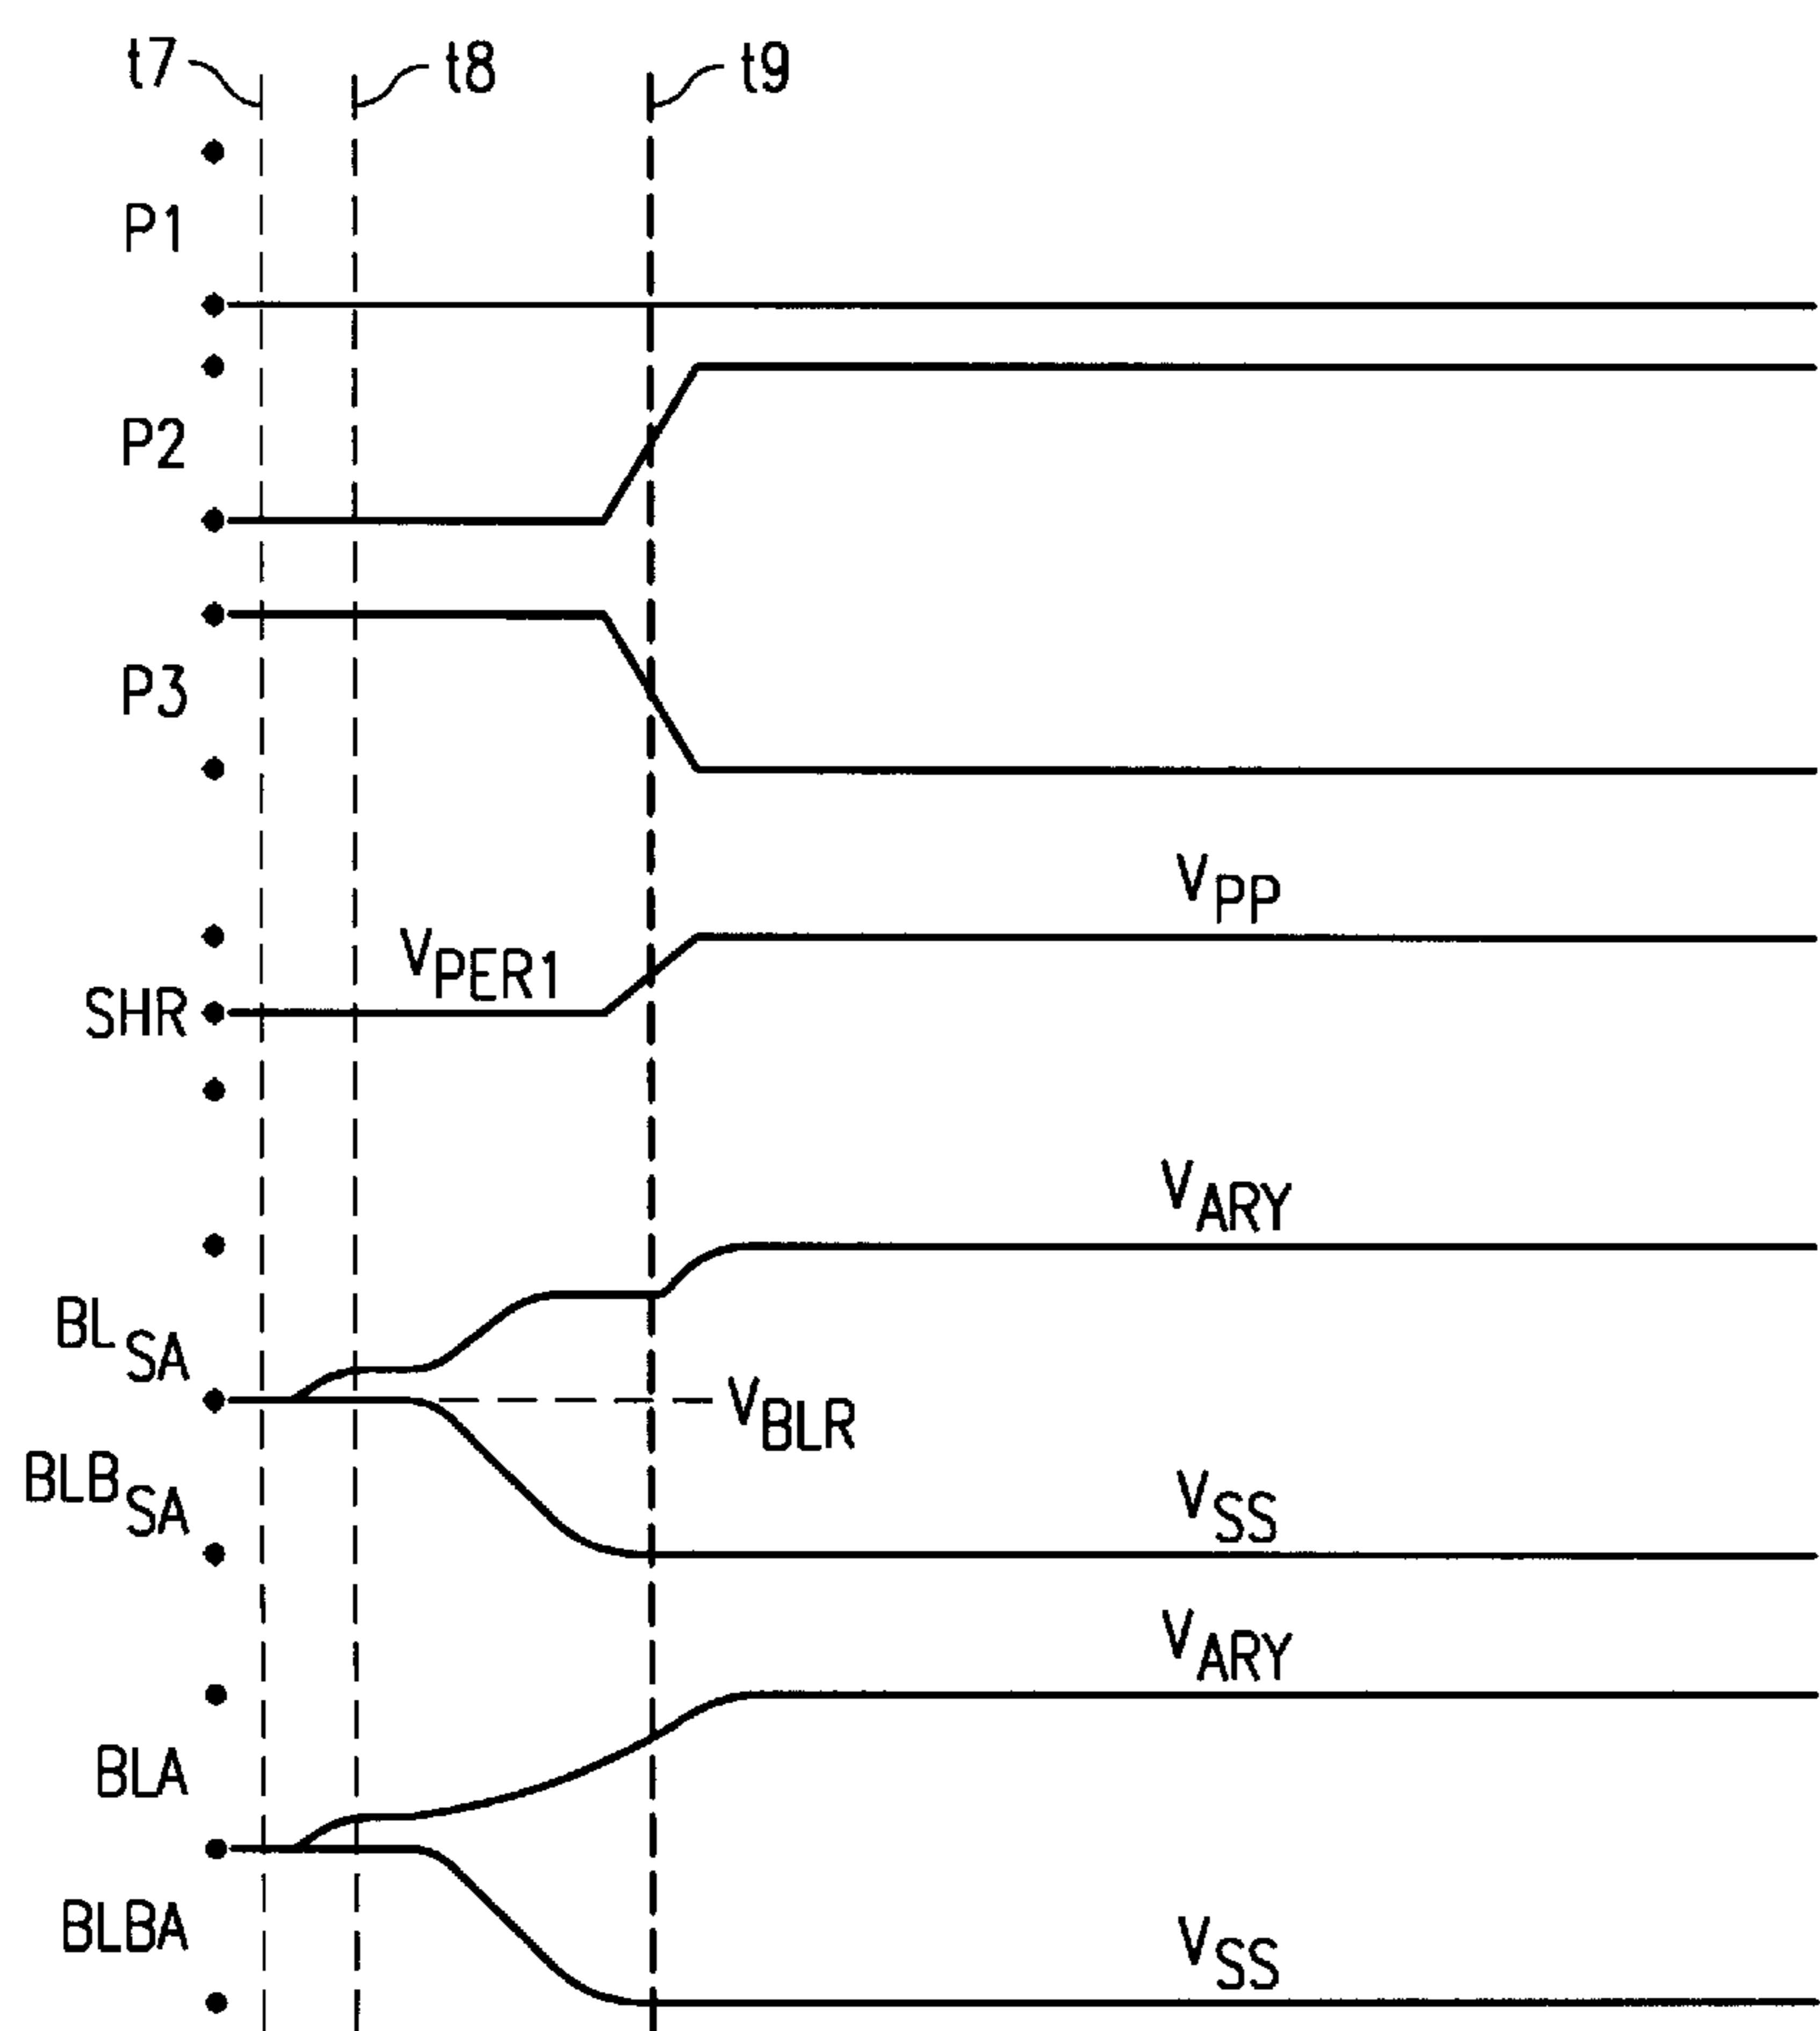 t7 t8 t9
P1
P2
P3
VPP
VPER1
SHR
VARY
BLSA
VBLR
BLBSA
VSS
VARY
BLA
BLBA
VSS